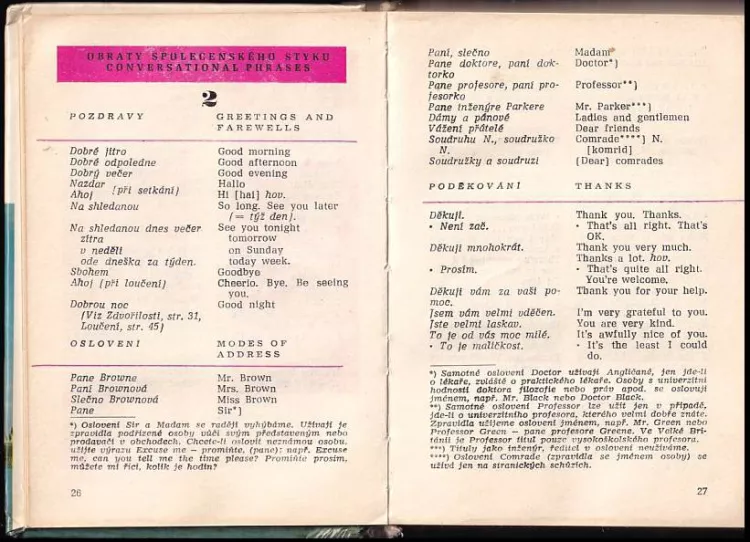 OBRATY SPOLEČENSKÉHO STYKU
CONVERSATIONAL PHRASES
2
POZDRAVY GREETINGS AND
FAREWELLS
Dobré jitro Good morning
Dobré odpoledne Good afternoon
Dobrý večer Good evening
Nazdar Hallo
Ahoj [při setkání] Hi [hai] hov.
Na shledanou So long. See you later
[= týž den].
Na shledanou dnes večer See you tonight
zítra tomorrow
v neděli on Sunday
ode dneška za týden. today week.
Sbohem Goodbye
Ahoj [při loučení] Cheerio. Bye. Be seeing
you.
Dobrou noc Good night
[Viz Zdvořilosti, str. 31,
Loučení, str. 45]
OSLOVENÍ MODES OF
ADDRESS
Pane Browne Mr. Brown
Paní Brownová Mrs. Brown
Slečno Brownová Miss Brown
Pane Sir*)
*) Oslovení Sir a Madam se raději vyhýbáme. Užívají je
zpravidla podřízené osoby vůči svým představeným nebo
prodavači v obchodech. Chcete-li oslovit neznámou osobu,
užijte výrazu Excuse me — promiňte, (pane): např. Excuse
me, can you tell me the time please? Promiňte prosím,
můžete mi říci, kolik je hodin?
26
Paní, slečno Madam
Pane doktore, paní dok- Doctor*)
torko
Pane profesore, paní pro- Professor**)
fesorko
Pane inženýre Parkere Mr. Parker***)
Dámy a pánové Ladies and gentlemen
Vážení přátelé Dear friends
Soudruhu N., soudružko Comrade****) N.
N. [komrid]
Soudružky a soudruzi (Dear) comrades
PODĚKOVÁNÍ THANKS
Děkuji. Thank you. Thanks.
• Není zač. • That's all right. That's
OK.
Děkuji mnohokrát. Thank you very much.
Thanks a lot. hov.
• Prosím. • That's quite all right.
You're welcome.
Děkuji vám za vaši po- Thank you for your help.
moc.
Jsem vám velmi vděčen. I'm very grateful to you.
Jste velmi laskav. You are very kind.
To je od vás moc milé. It's awfully nice of you.
• To je maličkost. • It's the least I could
do.
*) Samotné oslovení Doctor užívají Angličané, jen jde-li
o lékaře, zvláště o praktického lékaře. Osoby s univerzitní
hodností doktora filozofie nebo práv apod. se oslovují
jménem, např. Mr. Black nebo Doctor Black.
**) Samotné oslovení Professor lze užít jen v případě,
jde-li o univerzitního profesora, kterého velmi dobře znáte.
Zpravidla užijeme oslovení jménem, např. Mr. Green nebo
Professor Green — pane profesore Greene. Ve Velké Bri-
tánii je Professor titul pouze vysokoškolského profesora.
***) Tituly jako inženýr, ředitel v oslovení neužíváme.
****) Oslovení Comrade (zpravidla se jménem osoby) se
užívá jen na stranických schůzích.
27